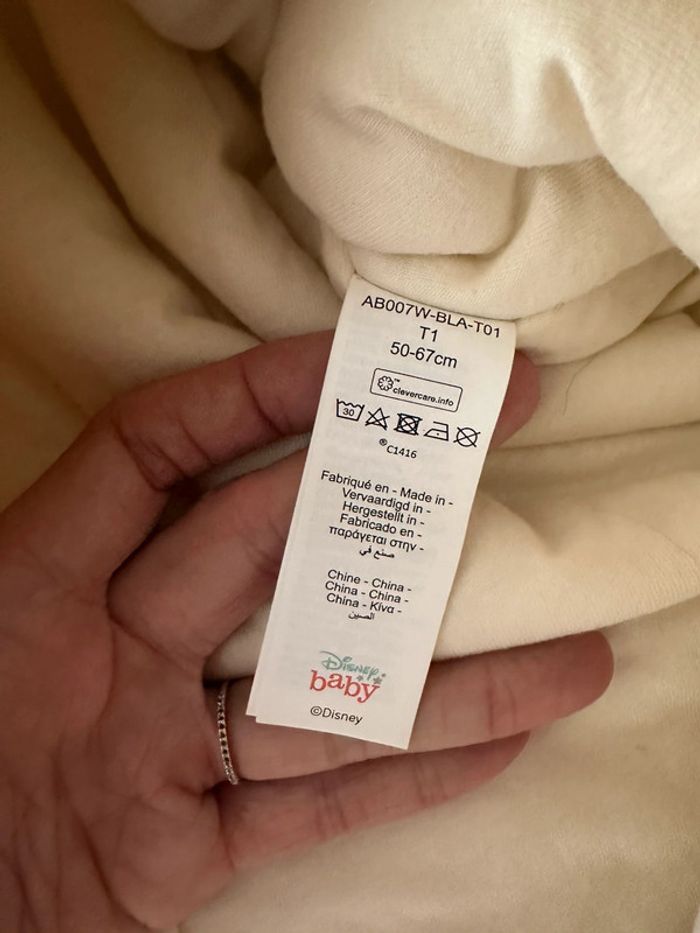 AB007W-BLA-T01
T1
50-67cm
™
clevercare.info
30
®C1416
Fabriqué en - Made in -
Vervaardigd in -
Hergestellt in -
Fabricado en -
παράγεται στην -
صنع في
Chine - China -
China - China -
China - Κίνα -
الصين
Disney
baby
©Disney